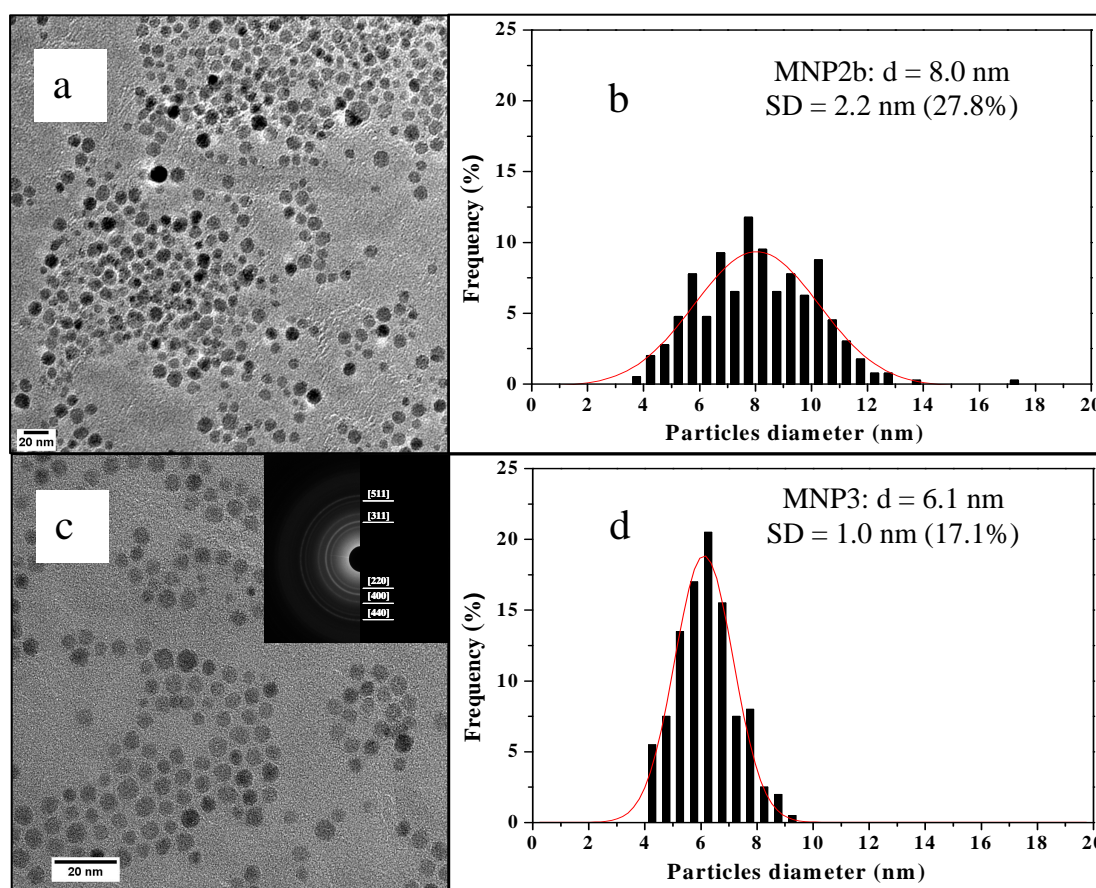 a
20 nm
b
MNP2b: d = 8.0 nm
SD = 2.2 nm (27.8%)
Frequency (%)
25
20
15
10
5
0
0 2 4 6 8 10 12 14 16 18 20
Particles diameter (nm)
c
[511]
[311]
[220]
[400]
[440]
20 nm
d
MNP3: d = 6.1 nm
SD = 1.0 nm (17.1%)
Frequency (%)
25
20
15
10
5
0
0 2 4 6 8 10 12 14 16 18 20
Particles diameter (nm)